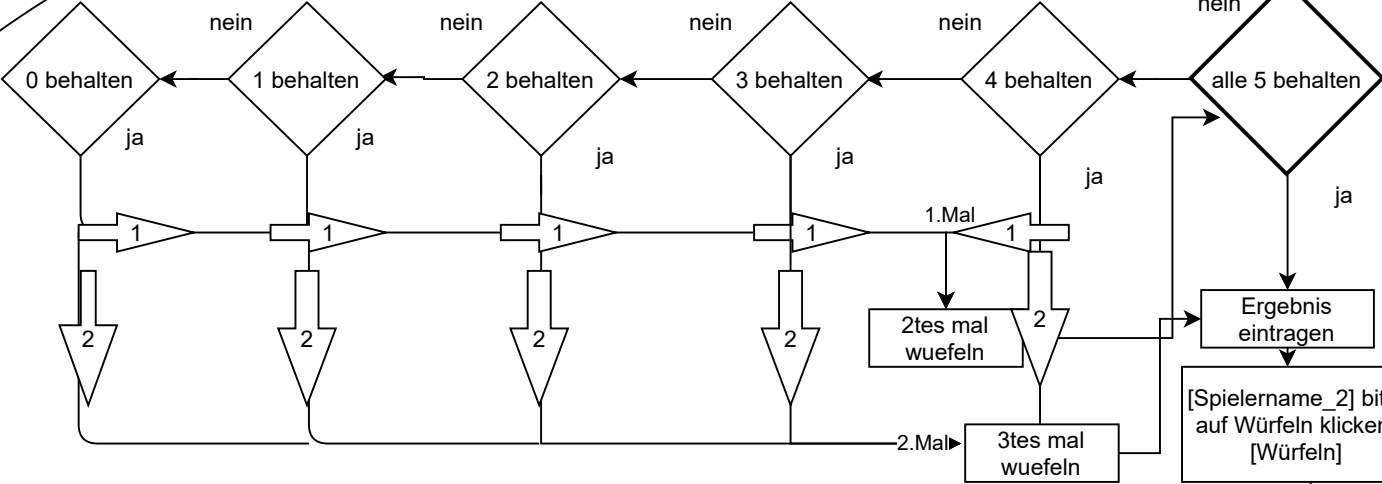 nein
nein
nein
nein
nein
0 behalten
1 behalten
2 behalten
3 behalten
4 behalten
alle 5 behalten
ja
ja
ja
ja
ja
ja
1.Mal
1
1
1
1
1
2
2
2
2
2
2tes mal
wuefeln
Ergebnis
eintragen
[Spielername_2] bit
auf Würfeln klicken
[Würfeln]
2.Mal
3tes mal
wuefeln